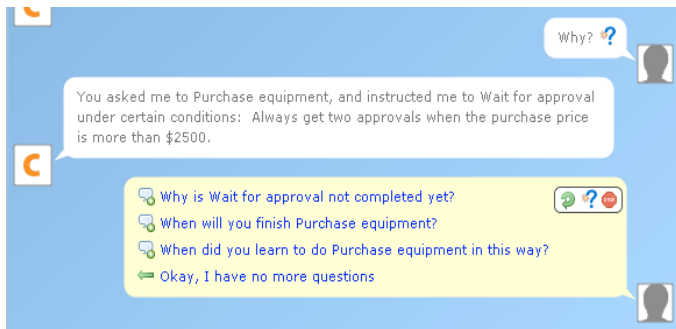 Why?
You asked me to Purchase equipment, and instructed me to Wait for approval
under certain conditions:  Always get two approvals when the purchase price
is more than $2500.
Why is Wait for approval not completed yet?
When will you finish Purchase equipment?
When did you learn to do Purchase equipment in this way?
Okay, I have no more questions